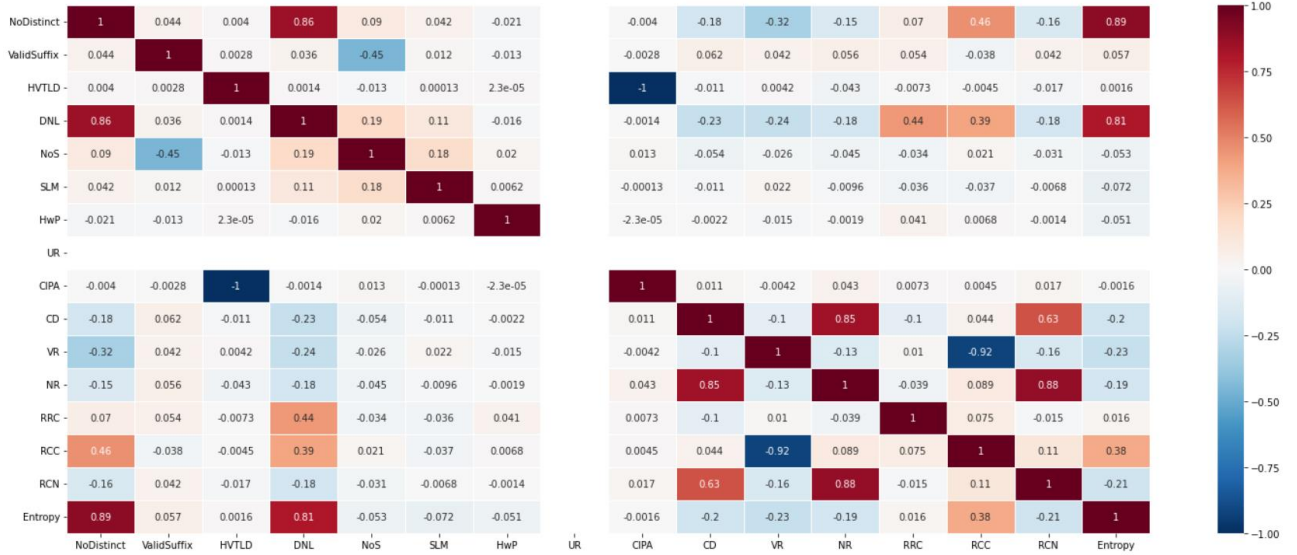 NoDistinct 1 0.044 0.004 0.86 0.09 0.042 -0.021 -0.004 -0.18 -0.32 -0.15 0.07 0.46 -0.16 0.89 1.00
ValidSuffix 0.044 1 0.0028 0.036 -0.45 0.012 -0.013 -0.0028 0.062 0.042 0.056 0.054 -0.038 0.042 0.057
0.75
HVTLD 0.004 0.0028 1 0.0014 -0.013 0.00013 2.3e-05 -1 -0.011 0.0042 -0.043 -0.0073 -0.0045 -0.017 0.0016
DNL 0.86 0.036 0.0014 1 0.19 0.11 -0.016 -0.0014 -0.23 -0.24 -0.18 0.44 0.39 -0.18 0.81
0.50
NoS 0.09 -0.45 -0.013 0.19 1 0.18 0.02 0.013 -0.054 -0.026 -0.045 -0.034 0.021 -0.031 -0.053
SLM 0.042 0.012 0.00013 0.11 0.18 1 0.0062 -0.00013 -0.011 0.022 -0.0096 -0.036 -0.037 -0.0068 -0.072
0.25
HwP -0.021 -0.013 2.3e-05 -0.016 0.02 0.0062 1 -2.3e-05 -0.0022 -0.015 -0.0019 0.041 0.0068 -0.0014 -0.051
UR
0.00
CIPA -0.004 -0.0028 -1 -0.0014 0.013 -0.00013 -2.3e-05 1 0.011 -0.0042 0.043 0.0073 0.0045 0.017 -0.0016
CD -0.18 0.062 -0.011 -0.23 -0.054 -0.011 -0.0022 0.011 1 -0.1 0.85 -0.1 0.044 0.63 -0.2
-0.25
VR -0.32 0.042 0.0042 -0.24 -0.026 0.022 -0.015 -0.0042 -0.1 1 -0.13 0.01 -0.92 -0.16 -0.23
NR -0.15 0.056 -0.043 -0.18 -0.045 -0.0096 -0.0019 0.043 0.85 -0.13 1 -0.039 0.089 0.88 -0.19
-0.50
RRC 0.07 0.054 -0.0073 0.44 -0.034 -0.036 0.041 0.0073 -0.1 0.01 -0.039 1 0.075 -0.015 0.016
RCC 0.46 -0.038 -0.0045 0.39 0.021 -0.037 0.0068 0.0045 0.044 -0.92 0.089 0.075 1 0.11 0.38
-0.75
RCN -0.16 0.042 -0.017 -0.18 -0.031 -0.0068 -0.0014 0.017 0.63 -0.16 0.88 -0.015 0.11 1 -0.21
Entropy 0.89 0.057 0.0016 0.81 -0.053 -0.072 -0.051 -0.0016 -0.2 -0.23 -0.19 0.016 0.38 -0.21 1
-1.00
NoDistinct ValidSuffix HVTLD DNL NoS SLM HwP UR CIPA CD VR NR RRC RCC RCN Entropy